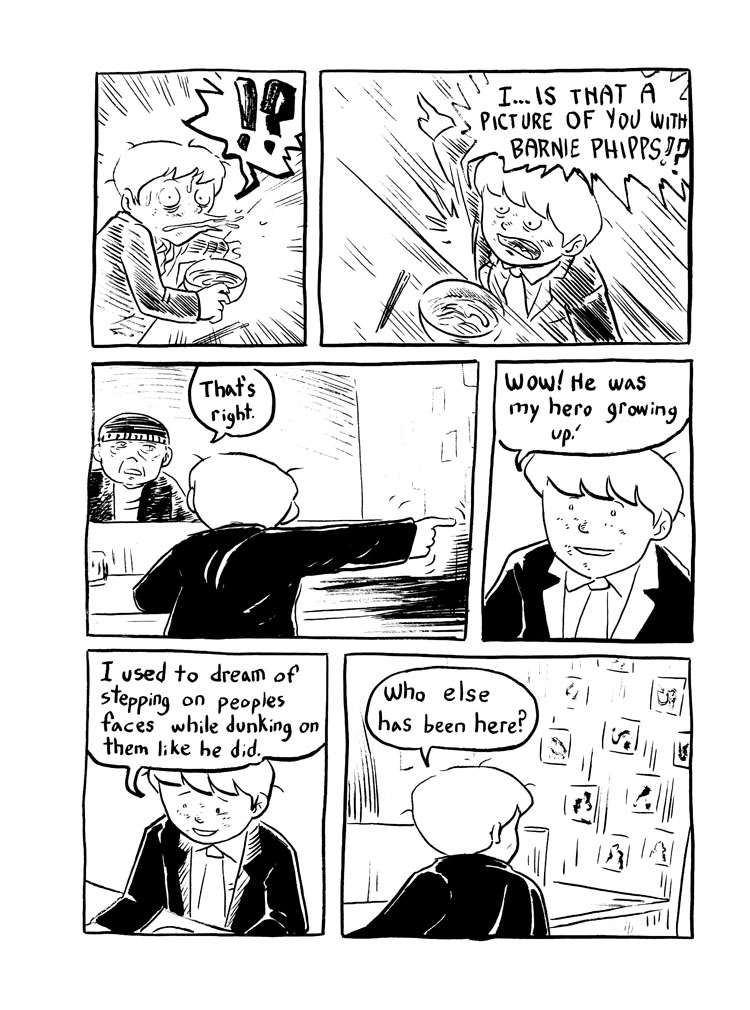 !?
I... IS THAT A
PICTURE OF YOU WITH
BARNIE PHIPPS!?
That's
right.
Wow! He was
my hero growing
up!
I used to dream of
stepping on peoples
faces while dunking on
them like he did.
Who else
has been here?